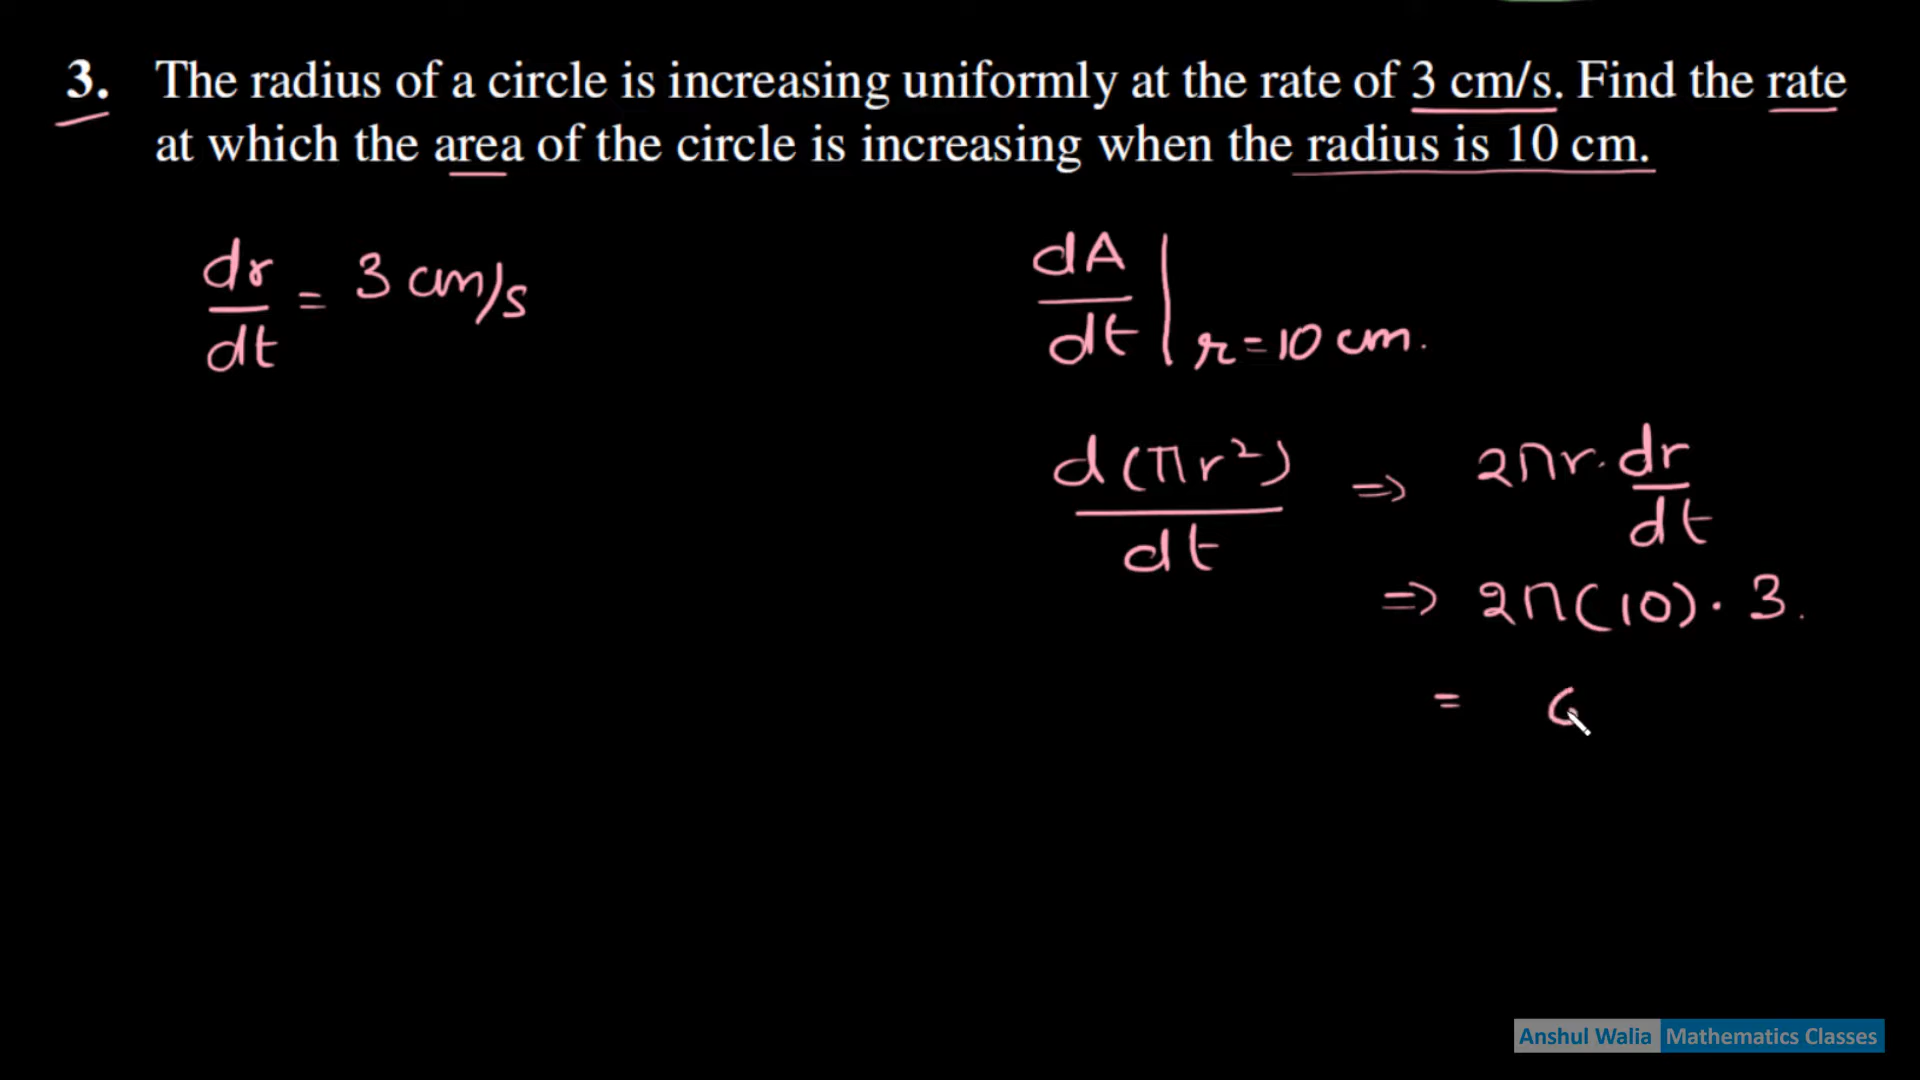 3. The radius of a circle is increasing uniformly at the rate of 3 cm/s. Find the rate
at which the area of the circle is increasing when the radius is 10 cm.
dr/dt = 3 cm/s
dA/dt | r = 10 cm.
d(πr²)/dt ⇒ 2πr · dr/dt
⇒ 2π(10) · 3.
=
Anshul Walia Mathematics Classes